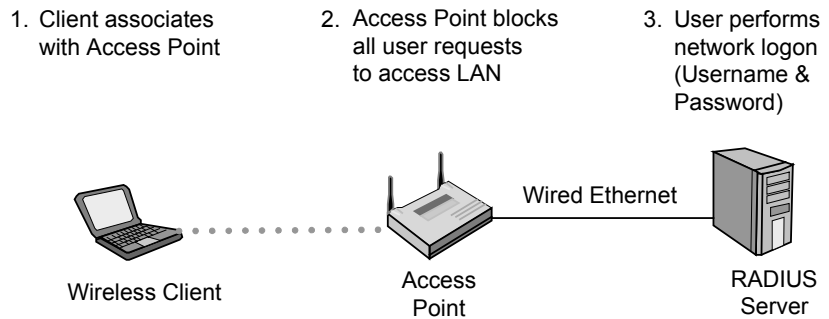 1. Client associates
with Access Point
2. Access Point blocks
all user requests
to access LAN
3. User performs
network logon
(Username &
Password)
Wired Ethernet
Wireless Client
Access
Point
RADIUS
Server